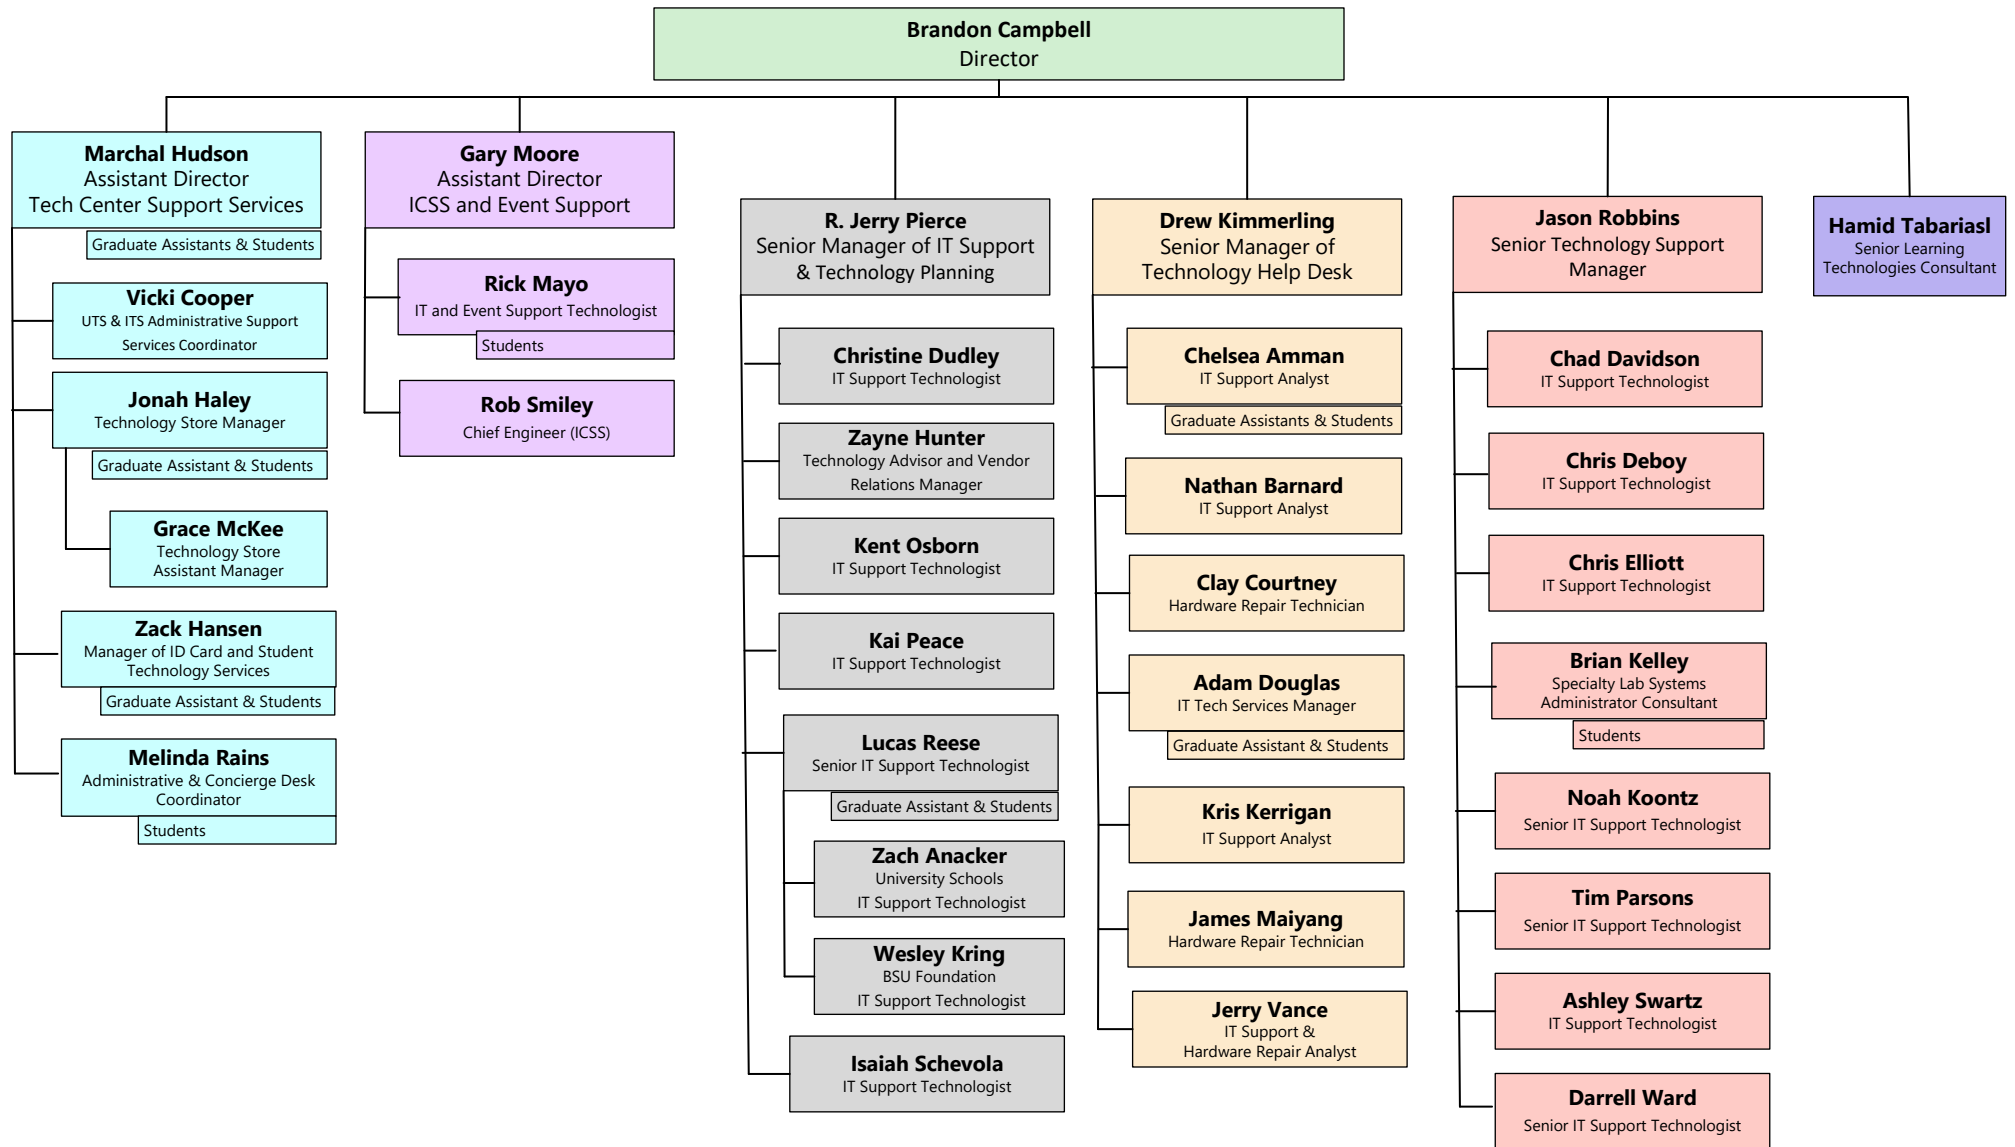 Brandon Campbell
Director
Marchal Hudson
Assistant Director
Tech Center Support Services
Graduate Assistants & Students
Vicki Cooper
UTS & ITS Administrative Support
Services Coordinator
Jonah Haley
Technology Store Manager
Graduate Assistant & Students
Grace McKee
Technology Store
Assistant Manager
Zack Hansen
Manager of ID Card and Student
Technology Services
Graduate Assistant & Students
Melinda Rains
Administrative & Concierge Desk
Coordinator
Students
Gary Moore
Assistant Director
ICSS and Event Support
Rick Mayo
IT and Event Support Technologist
Students
Rob Smiley
Chief Engineer (ICSS)
R. Jerry Pierce
Senior Manager of IT Support
& Technology Planning
Christine Dudley
IT Support Technologist
Zayne Hunter
Technology Advisor and Vendor
Relations Manager
Kent Osborn
IT Support Technologist
Kai Peace
IT Support Technologist
Lucas Reese
Senior IT Support Technologist
Graduate Assistant & Students
Zach Anacker
University Schools
IT Support Technologist
Wesley Kring
BSU Foundation
IT Support Technologist
Isaiah Schevola
IT Support Technologist
Drew Kimmerling
Senior Manager of
Technology Help Desk
Chelsea Amman
IT Support Analyst
Graduate Assistants & Students
Nathan Barnard
IT Support Analyst
Clay Courtney
Hardware Repair Technician
Adam Douglas
IT Tech Services Manager
Graduate Assistant & Students
Kris Kerrigan
IT Support Analyst
James Maiyang
Hardware Repair Technician
Jerry Vance
IT Support &
Hardware Repair Analyst
Jason Robbins
Senior Technology Support
Manager
Chad Davidson
IT Support Technologist
Chris Deboy
IT Support Technologist
Chris Elliott
IT Support Technologist
Brian Kelley
Specialty Lab Systems
Administrator Consultant
Students
Noah Koontz
Senior IT Support Technologist
Tim Parsons
Senior IT Support Technologist
Ashley Swartz
IT Support Technologist
Darrell Ward
Senior IT Support Technologist
Hamid Tabariasl
Senior Learning
Technologies Consultant